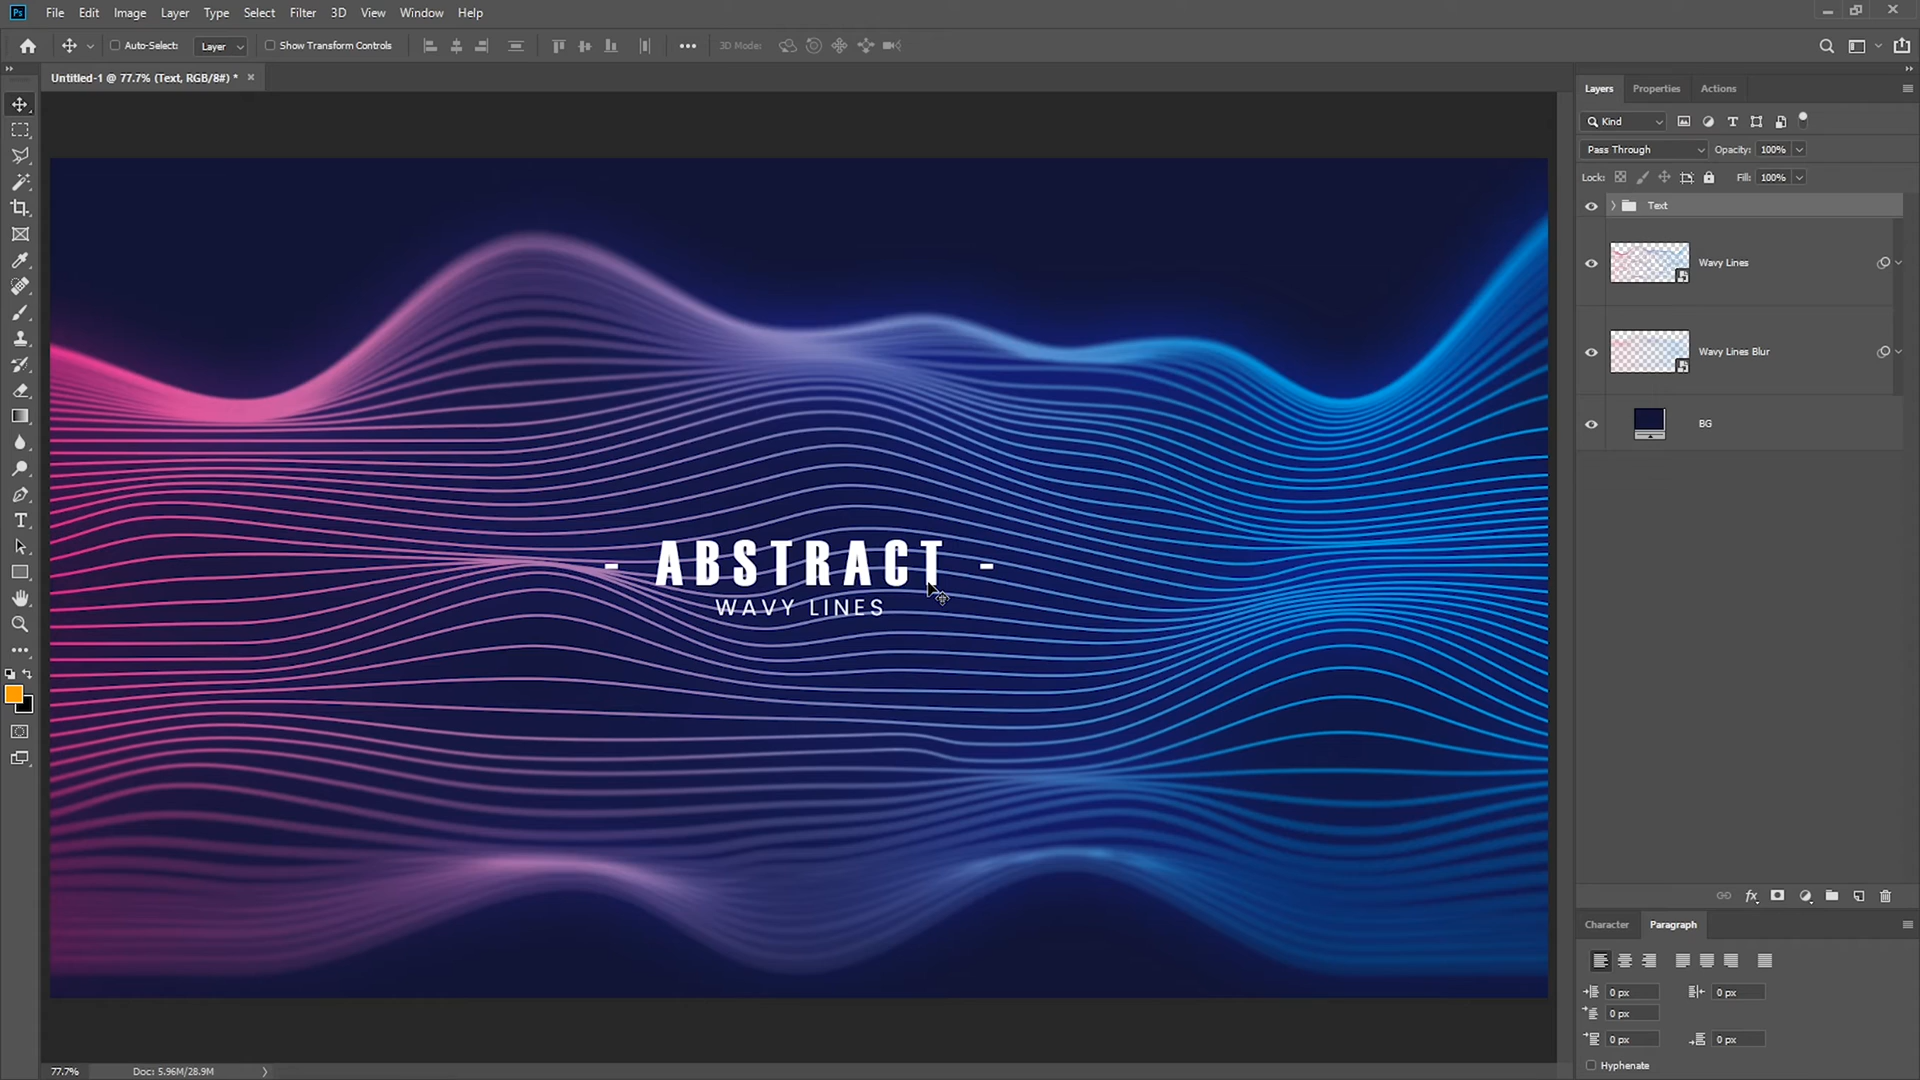 Ps File Edit Image Layer Type Select Filter 3D View Window Help
Auto-Select: Layer Show Transform Controls 3D Mode:
Untitled-1 @ 77.7% (Text, RGB/8#) *
Layers Properties Actions
Kind
Pass Through Opacity: 100%
Lock: Fill: 100%
Text
Wavy Lines
Wavy Lines Blur
BG
- ABSTRACT -
WAVY LINES
Character Paragraph
0 px 0 px
0 px
0 px 0 px
Hyphenate
77.7% Doc: 5.96M/28.9M